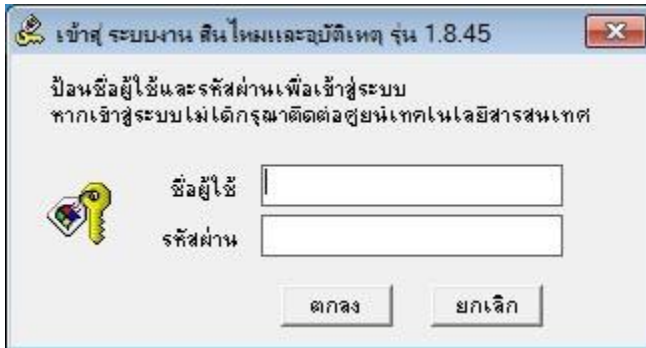 เข้าสู่ ระบบงาน สินไหมและอุบัติเหตุ รุ่น 1.8.45
ป้อนชื่อผู้ใช้และรหัสผ่านเพื่อเข้าสู่ระบบ
หากเข้าสู่ระบบไม่ได้กรุณาติดต่อศูยน์เทคโนโลยีสารสนเทศ
ชื่อผู้ใช้
รหัสผ่าน
ตกลง ยกเลิก